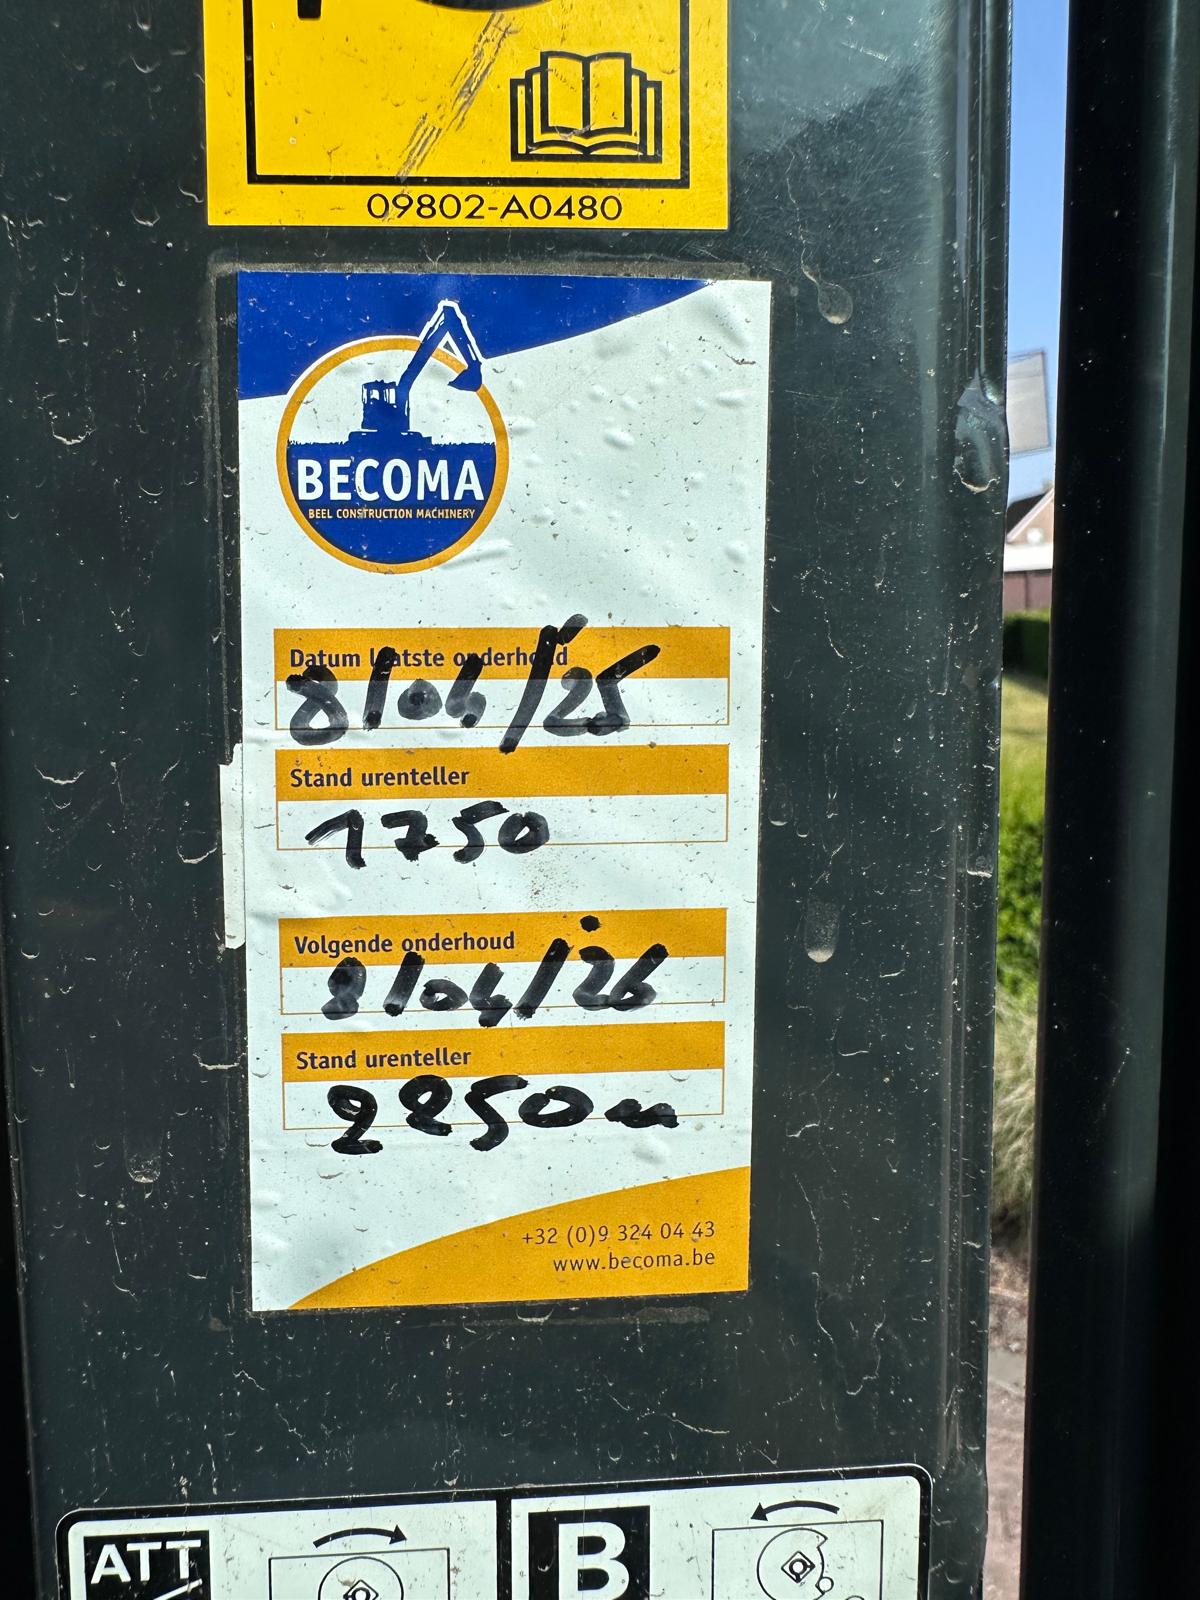 09802-A0480
BECOMA
BEEL CONSTRUCTION MACHINERY
Datum laatste onderhoud
8/04/25
Stand urenteller
1750
Volgende onderhoud
8/04/26
Stand urenteller
2250
+32 (0)9 324 04 43
www.becoma.be
ATT
B